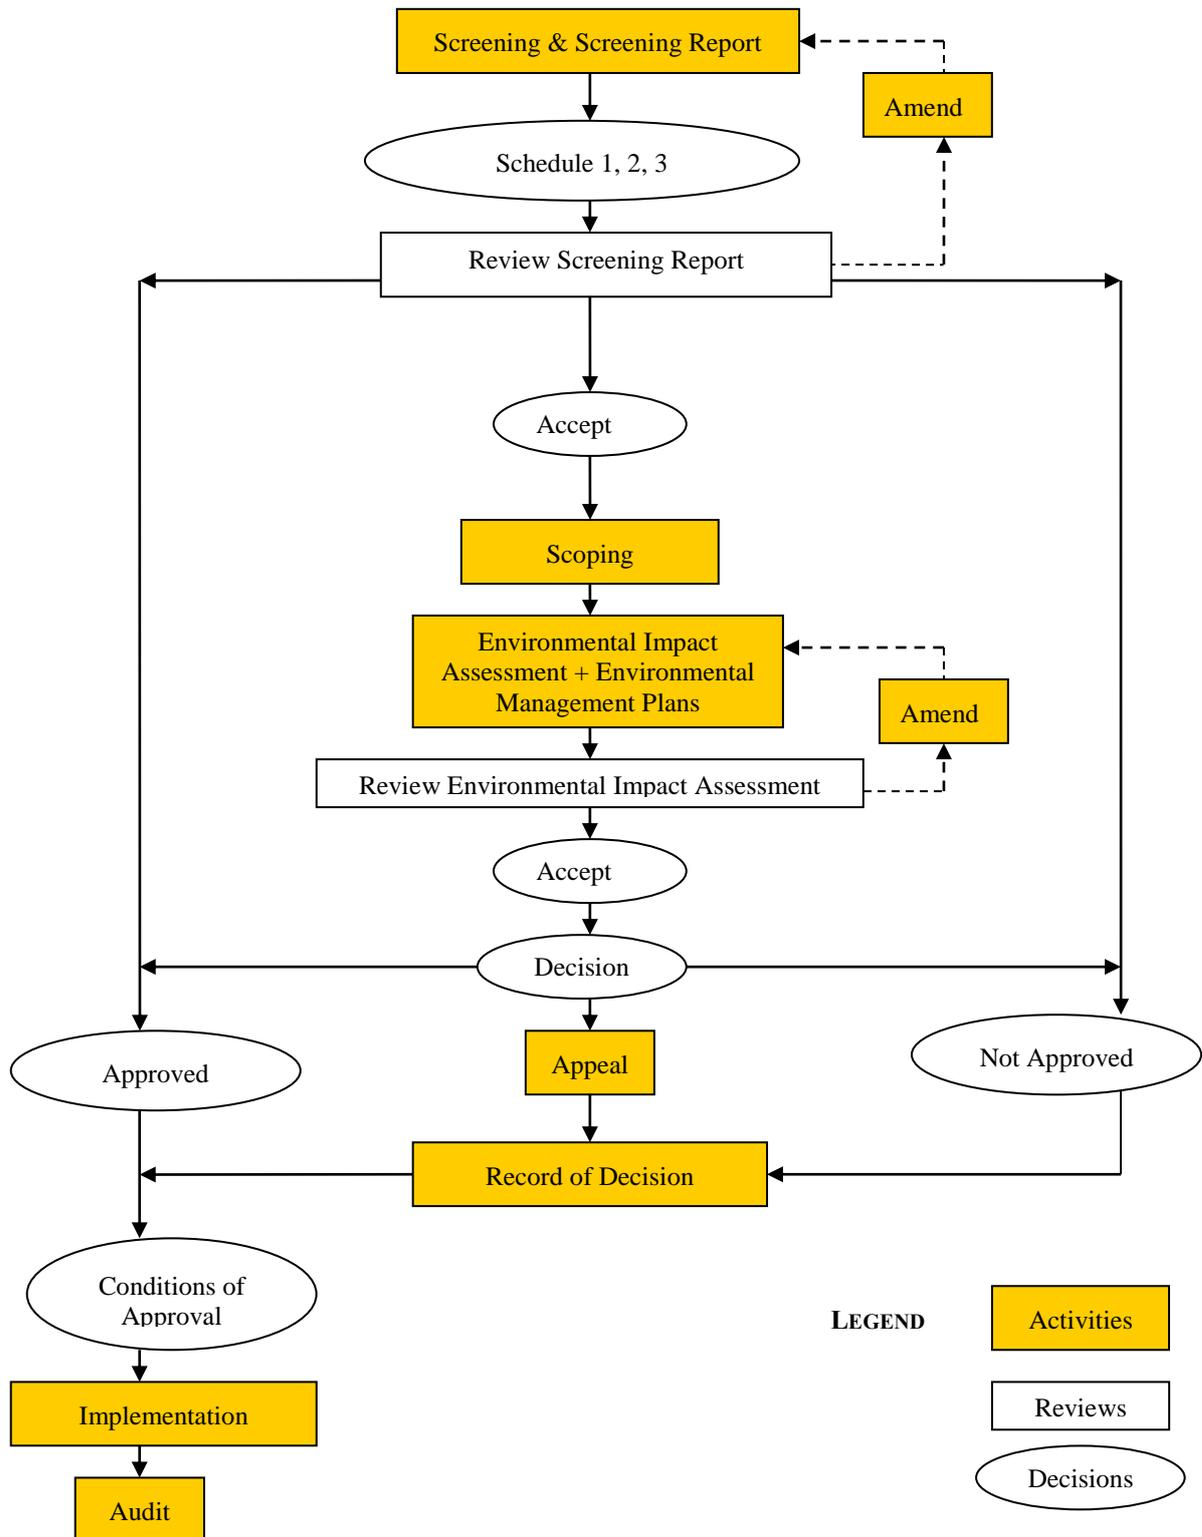 Screening & Screening Report
Amend
Schedule 1, 2, 3
Review Screening Report
Accept
Scoping
Environmental Impact
Assessment + Environmental
Management Plans
Amend
Review Environmental Impact Assessment
Accept
Decision
Approved
Appeal
Not Approved
Record of Decision
Conditions of
Approval
LEGEND
Activities
Implementation
Reviews
Decisions
Audit